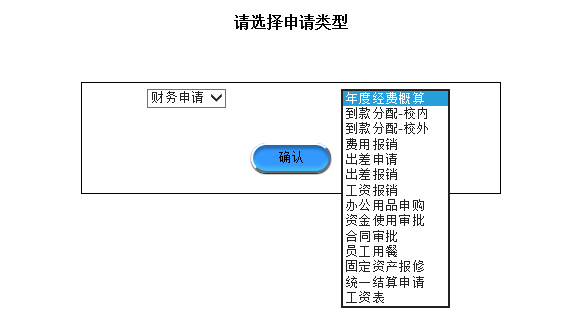 请选择申请类型
财务申请
年度经费概算
到款分配-校内
到款分配-校外
费用报销
出差申请
出差报销
工资报销
办公用品申购
资金使用审批
合同审批
员工用餐
固定资产报修
统一结算申请
工资表
确认